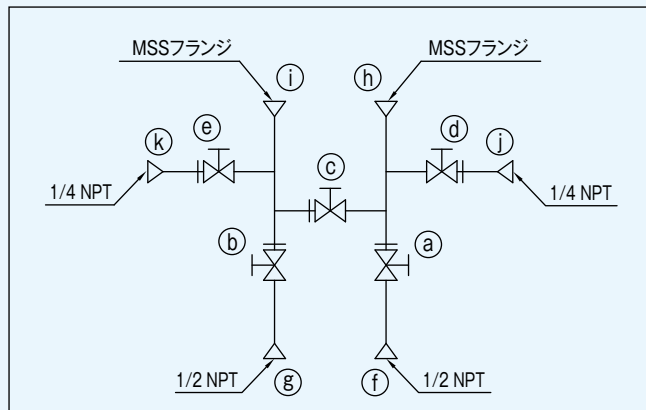 MSSフランジ
MSSフランジ
ⓘ
ⓗ
ⓔ
ⓓ
ⓚ
ⓙ
ⓒ
1/4 NPT
1/4 NPT
ⓑ
ⓐ
1/2 NPT
ⓖ
ⓕ
1/2 NPT